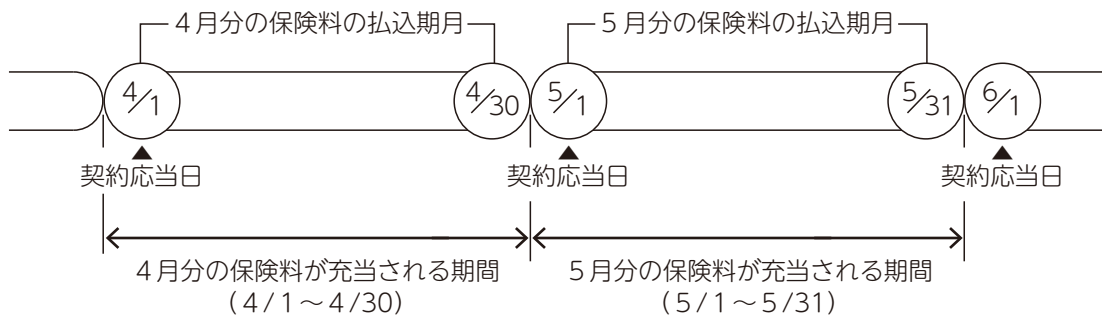 4月分の保険料の払込期月
5月分の保険料の払込期月
4/1
4/30
5/1
5/31
6/1
契約応当日
契約応当日
契約応当日
4月分の保険料が充当される期間
(4/1～4/30)
5月分の保険料が充当される期間
(5/1～5/31)